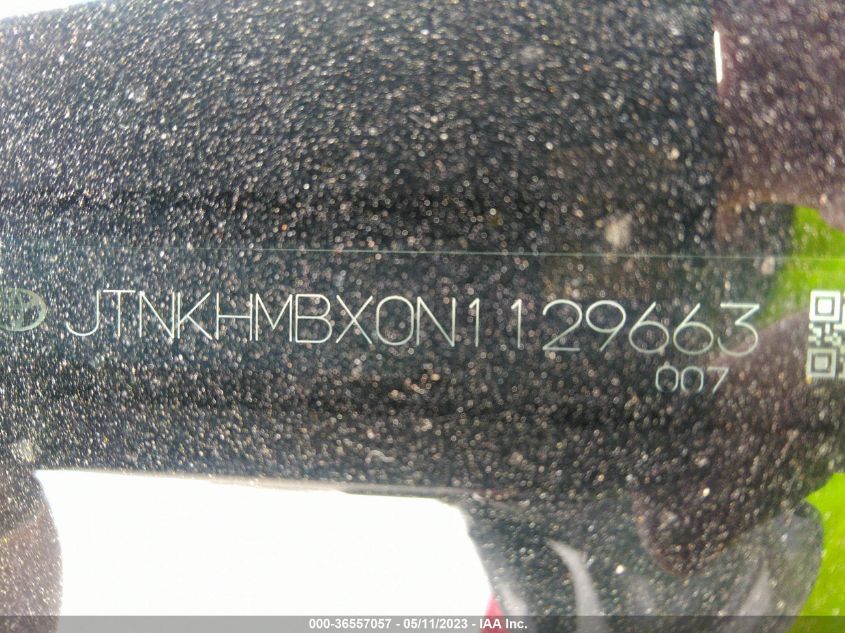 JTNKHMBX0N1129663
007
000-36557057 - 05/11/2023 - IAA Inc.